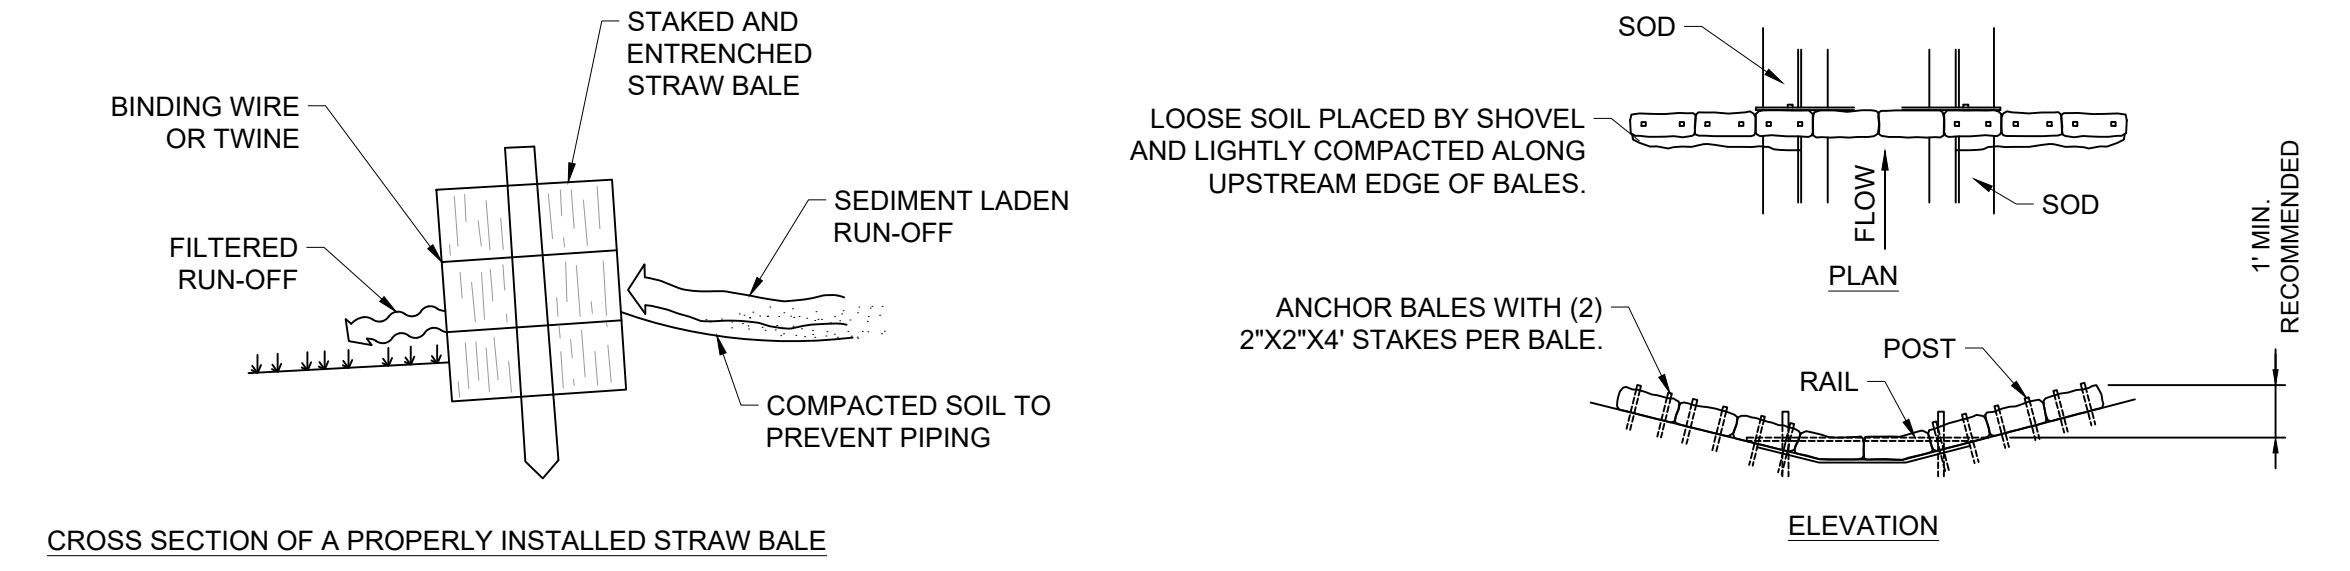 STAKED AND
ENTRENCHED
STRAW BALE
BINDING WIRE
OR TWINE
FILTERED
RUN-OFF
SEDIMENT LADEN
RUN-OFF
COMPACTED SOIL TO
PREVENT PIPING
CROSS SECTION OF A PROPERLY INSTALLED STRAW BALE
SOD
LOOSE SOIL PLACED BY SHOVEL
AND LIGHTLY COMPACTED ALONG
UPSTREAM EDGE OF BALES.
FLOW
SOD
PLAN
ANCHOR BALES WITH (2)
2"X2"X4' STAKES PER BALE.
POST
RAIL
1' MIN.
RECOMMENDED
ELEVATION